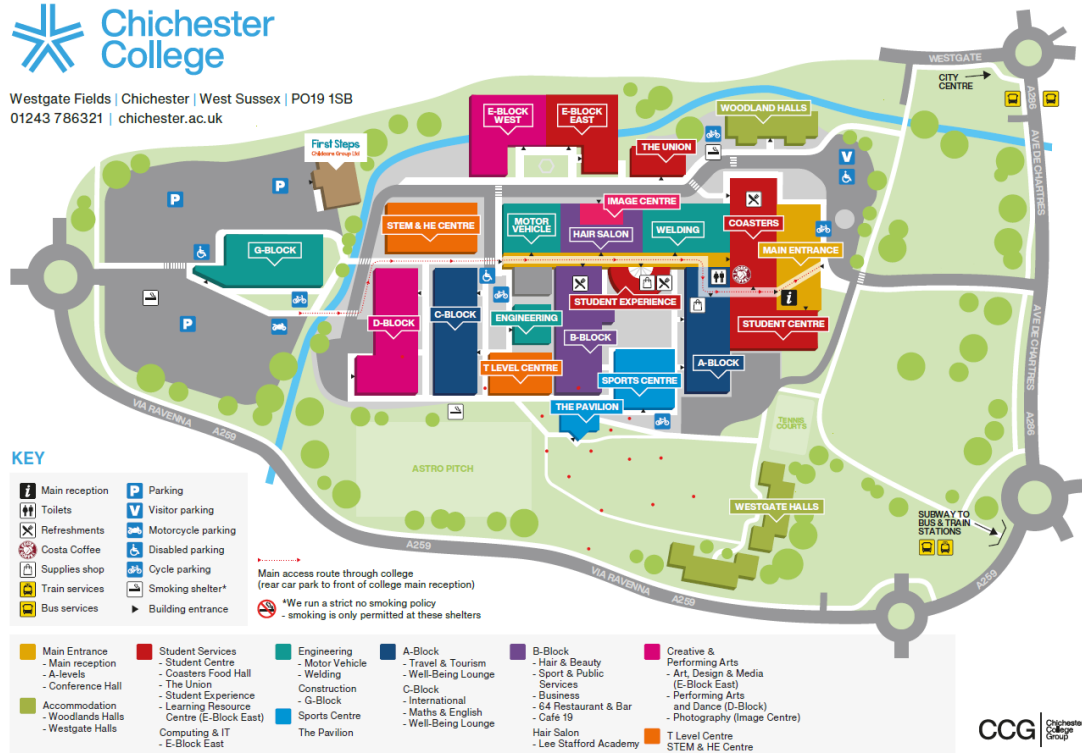 Chichester
College
Westgate Fields | Chichester | West Sussex | PO19 1SB
01243 786321 | chichester.ac.uk
First Steps
Childcare Group Ltd
E-BLOCK
WEST
E-BLOCK
EAST
THE UNION
WOODLAND HALLS
WESTGATE
CITY
CENTRE
A286
AVE DE CHARTRES
V
P
P
STEM & HE CENTRE
MOTOR
VEHICLE
IMAGE CENTRE
HAIR SALON
WELDING
COASTERS
MAIN ENTRANCE
G-BLOCK
STUDENT EXPERIENCE
i
P
D-BLOCK
C-BLOCK
ENGINEERING
B-BLOCK
STUDENT CENTRE
A-BLOCK
T LEVEL CENTRE
SPORTS CENTRE
THE PAVILION
AVE DE CHARTRES
A286
VIA RAVENNA
A259
TENNIS
COURTS
ASTRO PITCH
WESTGATE HALLS
SUBWAY TO
BUS & TRAIN
STATIONS
A259
VIA RAVENNA
A259
A259
KEY
i Main reception
P Parking
Toilets
V Visitor parking
Refreshments
Motorcycle parking
Costa Coffee
Disabled parking
Supplies shop
Cycle parking
Train services
Smoking shelter*
Bus services
Building entrance
Main access route through college
(rear car park to front of college main reception)
*We run a strict no smoking policy
- smoking is only permitted at these shelters
Main Entrance
- Main reception
- A-levels
- Conference Hall
Accommodation
- Woodlands Halls
- Westgate Halls
Student Services
- Student Centre
- Coasters Food Hall
- The Union
- Student Experience
- Learning Resource
Centre (E-Block East)
Computing & IT
- E-Block East
Engineering
- Motor Vehicle
- Welding
Construction
- G-Block
Sports Centre
The Pavilion
A-Block
- Travel & Tourism
- Well-Being Lounge
C-Block
- International
- Maths & English
- Well-Being Lounge
B-Block
- Hair & Beauty
- Sport & Public
Services
- Business
- 64 Restaurant & Bar
- Café 19
Hair Salon
- Lee Stafford Academy
Creative &
Performing Arts
- Art, Design & Media
(E-Block East)
- Performing Arts
and Dance (D-Block)
- Photography (Image Centre)
T Level Centre
STEM & HE Centre
CCG
Chichester
College
Group